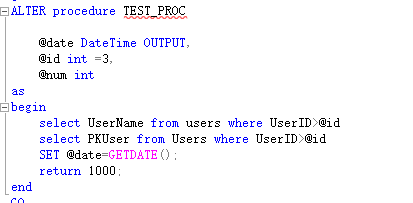 ALTER procedure TEST_PROC
@date DateTime OUTPUT,
@id int =3,
@num int
as
begin
select UserName from users where UserID>@id
select PKUser from Users where UserID>@id
SET @date=GETDATE();
return 1000;
end
GO